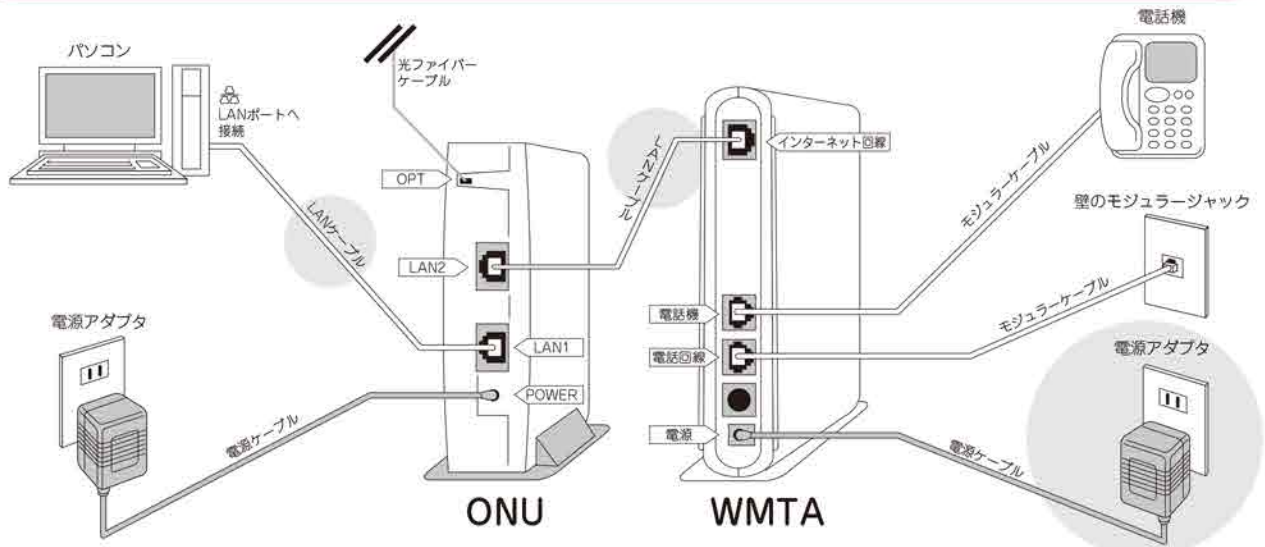 パソコン
LANポートへ
接続
光ファイバー
ケーブル
電話機
OPT
LAN2
LAN1
POWER
LANケーブル
LANケーブル
インターネット回線
電話機
電話回線
電源
モジュラーケーブル
壁のモジュラージャック
モジュラーケーブル
電源アダプタ
電源ケーブル
電源アダプタ
電源ケーブル
ONU
WMTA